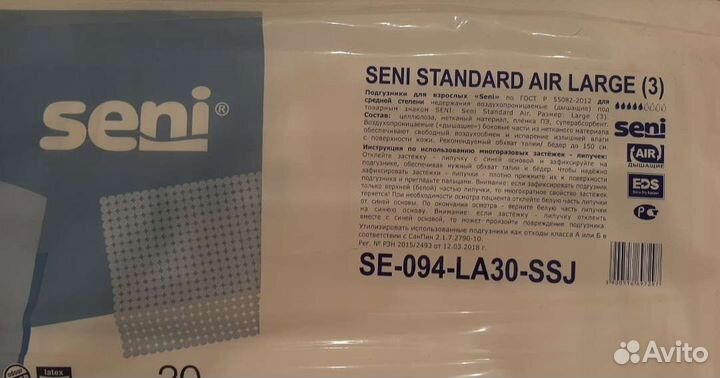 seni®
SENI STANDARD AIR LARGE (3)
Подгузники для взрослых «Seni» по ГОСТ Р 55082-2012 для
средней степени недержания воздухопроницаемые (дышащие) под
товарным знаком SENI: Seni Standard Air. Размер: Large (3).
Состав: целлюлоза, нетканый материал, плёнка ПЭ, суперабсорбент.
Воздухопроницаемые («дышащие») боковые части из нетканого материала
обеспечивают свободный воздухообмен и испарение излишней влаги
с поверхности кожи. Рекомендуемый обхват талии/ бёдер до 150 см.
Инструкция по использованию многоразовых застёжек - липучек:
Отклейте застёжку - липучку с синей основой и зафиксируйте на
подгузнике, обеспечивая нужный обхват талии и бёдер. Чтобы надёжно
зафиксировать застёжки - липучки - плотно прижмите их к поверхности
подгузника и пригладьте пальцами. Внимание: если зафиксировать подгузник
только верхней (белой) частью липучки, то многократное свойство застёжек
теряется! При необходимости осмотра пациента отклейте белую часть липучки
от синей основы. По окончания осмотра - верните белую часть липучки
на синюю основу. Внимание: если застёжку - липучку отклеить
вместе с синей основой, то может произойти повреждение подгузника.
Утилизировать использованные подгузники как отходы класса А или Б в
соответствии с СанПин 2.1.7.2790-10.
Рег. № РЗН 2015/2493 от 12.03.2018 г.
seni
(AIR)
ДЫШАЩИЕ
EDS
SE-094-LA30-SSJ
latex
30
Avito